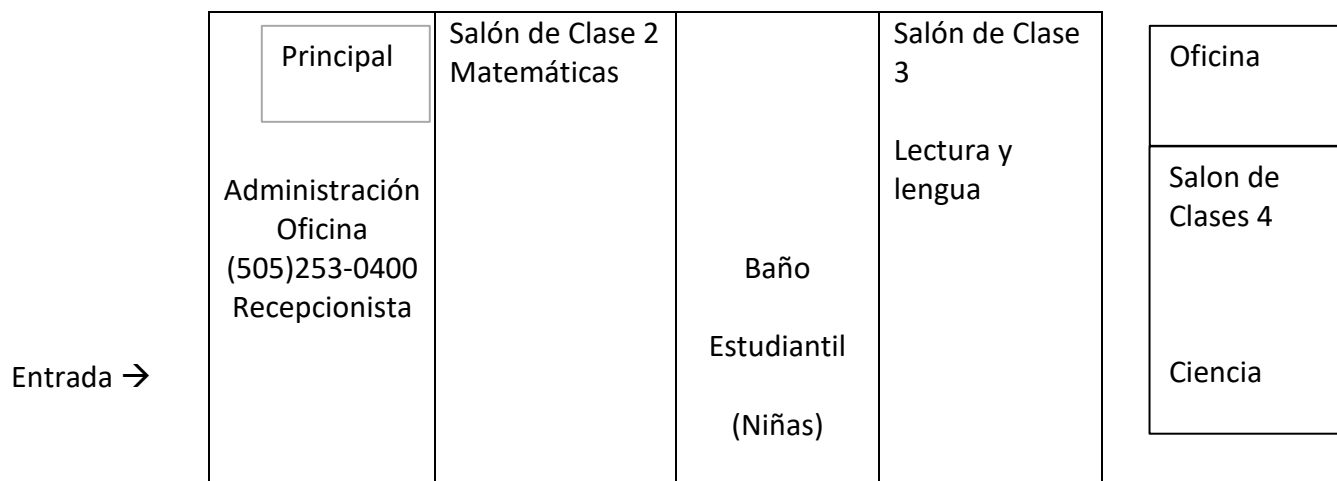 Principal
Administración
Oficina
(505)253-0400
Recepcionista
Entrada →
Salón de Clase 2
Matemáticas
Baño
Estudiantil
(Niñas)
Salón de Clase
3
Lectura y
lengua
Oficina
Salon de
Clases 4
Ciencia